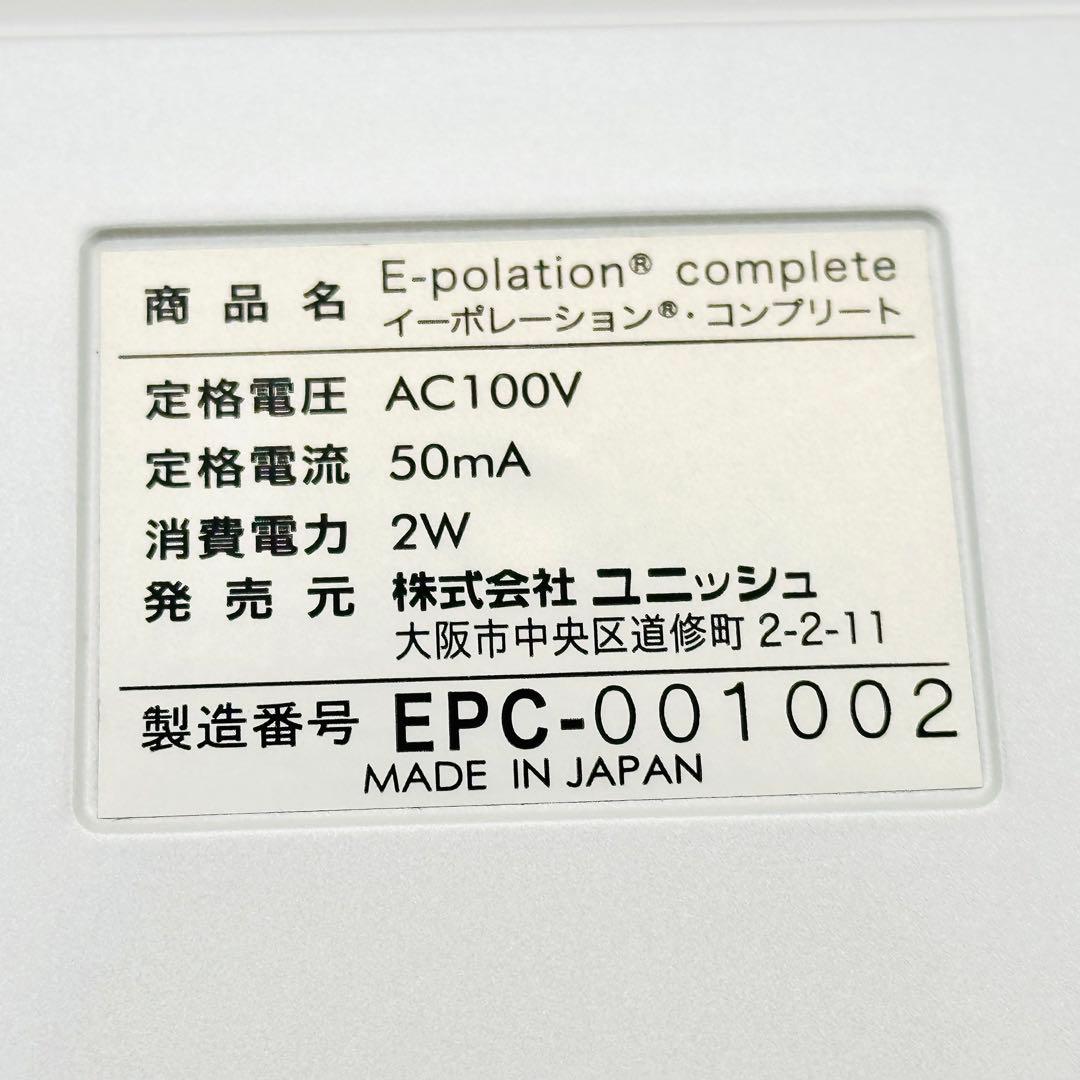 商品名 E-polation® complete
イーポレーション®・コンプリート
定格電圧 AC100V
定格電流 50mA
消費電力 2W
発売元 株式会社 ユニッシュ
大阪市中央区道修町 2-2-11
製造番号 EPC-001002
MADE IN JAPAN